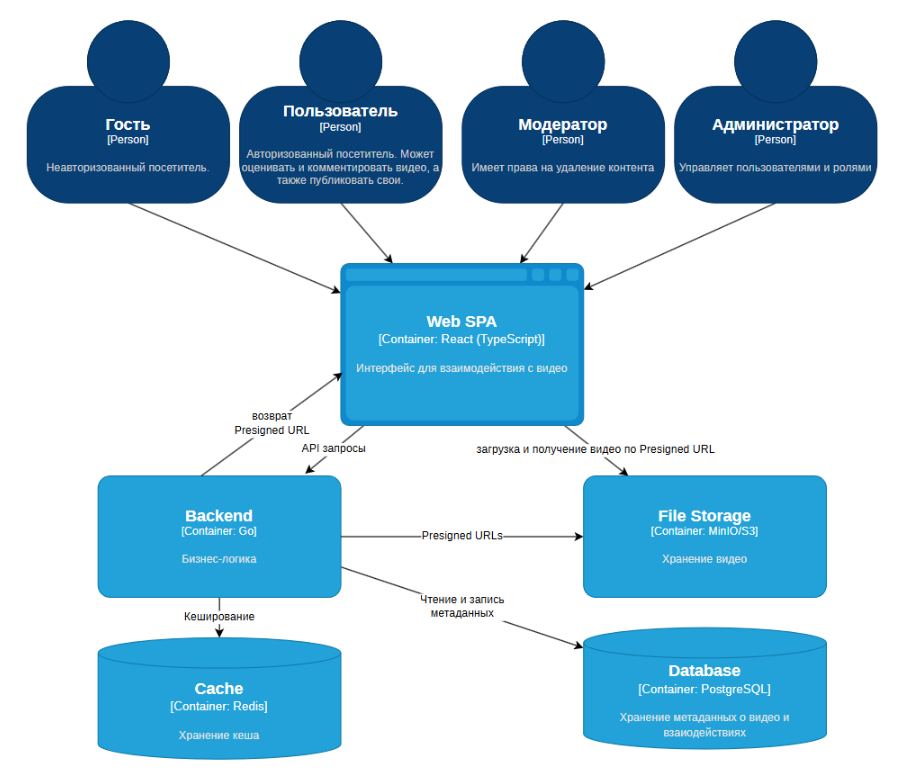 Гость
[Person]
Неавторизованный посетитель.
Пользователь
[Person]
Авторизованный посетитель. Может
оценивать и комментировать видео, а
также публиковать свои.
Модератор
[Person]
Имеет права на удаление контента
Администратор
[Person]
Управляет пользователями и ролями
Web SPA
[Container: React (TypeScript)]
Интерфейс для взаимодействия с видео
возврат
Presigned URL
API запросы
загрузка и получение видео по Presigned URL
Backend
[Container: Go]
Бизнес-логика
Presigned URLs
File Storage
[Container: MinIO/S3]
Хранение видео
Кеширование
Чтение и запись
метаданных
Cache
[Container: Redis]
Хранение кеша
Database
[Container: PostgreSQL]
Хранение метаданных о видео и
взаиодействиях